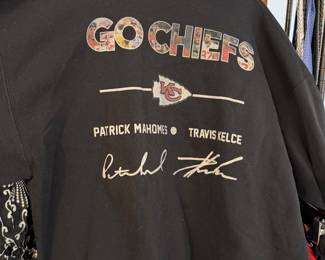 GO CHIEFS
KC
PATRICK MAHOMES TRAVIS KELCE